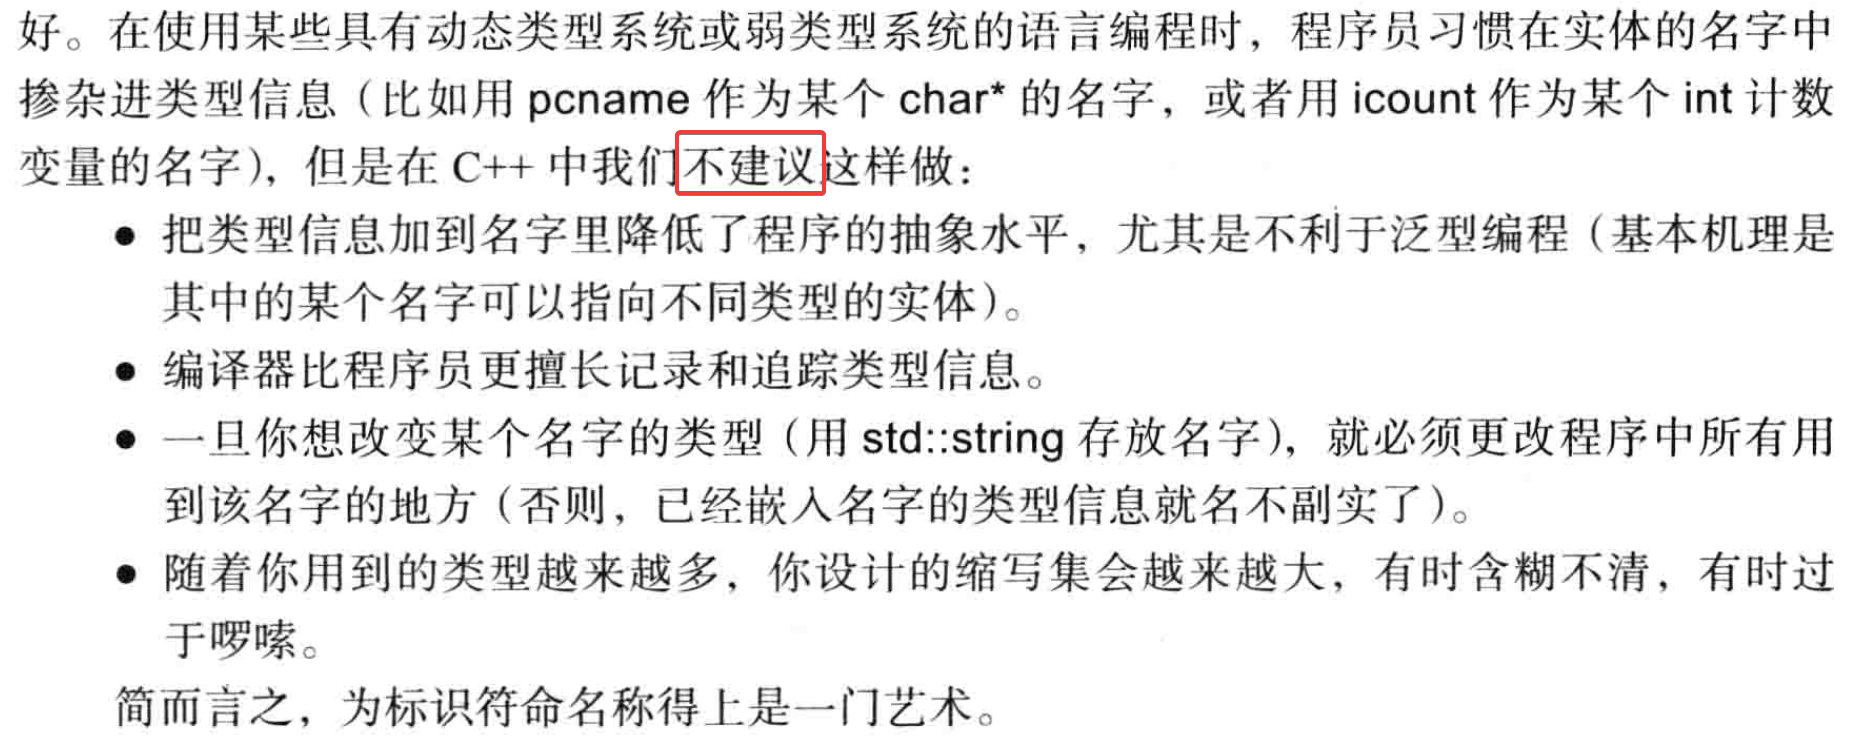 好。在使用某些具有动态类型系统或弱类型系统的语言编程时，程序员习惯在实体的名字中
掺杂进类型信息（比如用 pcname 作为某个 char* 的名字，或者用 icount 作为某个 int 计数
变量的名字），但是在 C++ 中我们不建议这样做：
● 把类型信息加到名字里降低了程序的抽象水平，尤其是不利于泛型编程（基本机理是
其中的某个名字可以指向不同类型的实体）。
● 编译器比程序员更擅长记录和追踪类型信息。
● 一旦你想改变某个名字的类型（用 std::string 存放名字），就必须更改程序中所有用
到该名字的地方（否则，已经嵌入名字的类型信息就名不副实了）。
● 随着你用到的类型越来越多，你设计的缩写集会越来越大，有时含糊不清，有时过
于啰嗦。
简而言之，为标识符命名称得上是一门艺术。